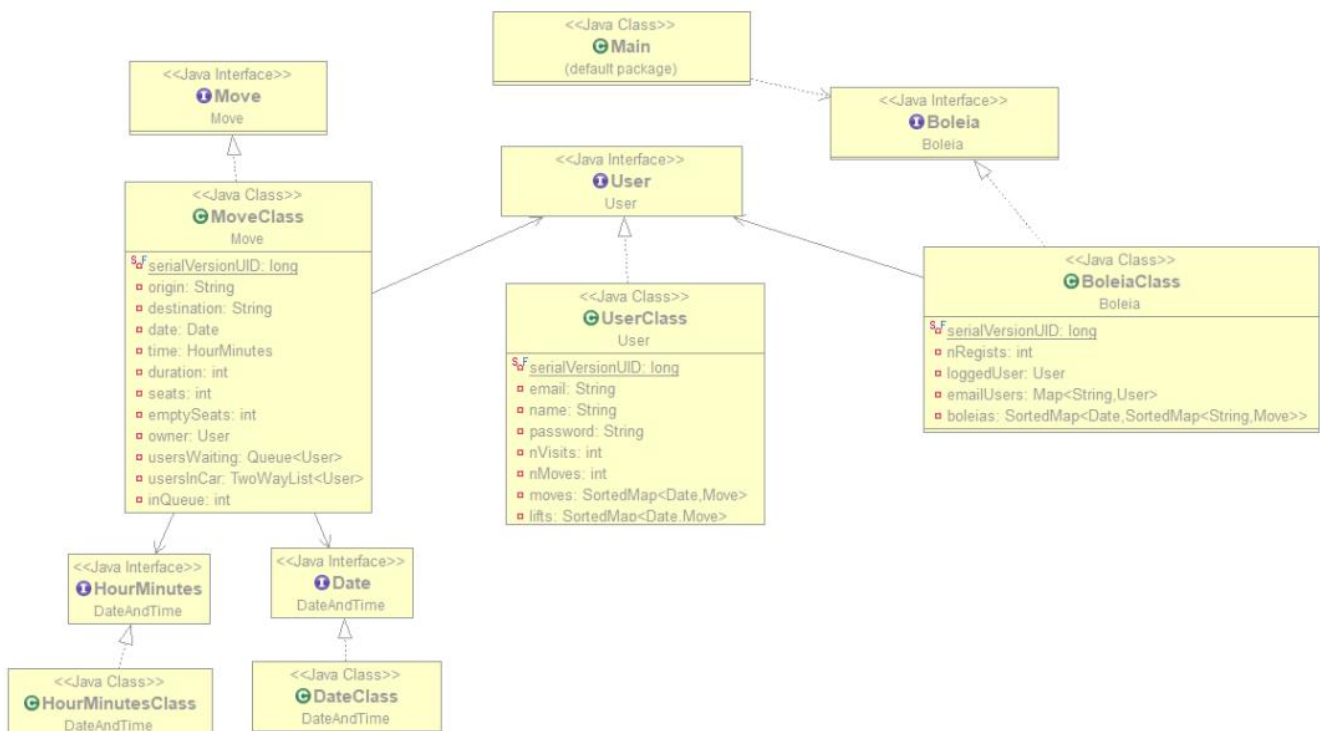 <<Java Class>>
Main
(default package)
<<Java Interface>>
Move
Move
<<Java Interface>>
Boleia
Boleia
<<Java Interface>>
User
User
<<Java Class>>
MoveClass
Move
serialVersionUID: long
origin: String
destination: String
date: Date
time: HourMinutes
duration: int
seats: int
emptySeats: int
owner: User
usersWaiting: Queue<User>
usersInCar: TwoWayList<User>
inQueue: int
<<Java Class>>
UserClass
User
serialVersionUID: long
email: String
name: String
password: String
nVisits: int
nMoves: int
moves: SortedMap<Date,Move>
lifts: SortedMap<Date,Move>
<<Java Class>>
BoleiaClass
Boleia
serialVersionUID: long
nRegists: int
loggedUser: User
emailUsers: Map<String,User>
boleias: SortedMap<Date,SortedMap<String,Move>>
<<Java Interface>>
HourMinutes
DateAndTime
<<Java Interface>>
Date
DateAndTime
<<Java Class>>
HourMinutesClass
DateAndTime
<<Java Class>>
DateClass
DateAndTime